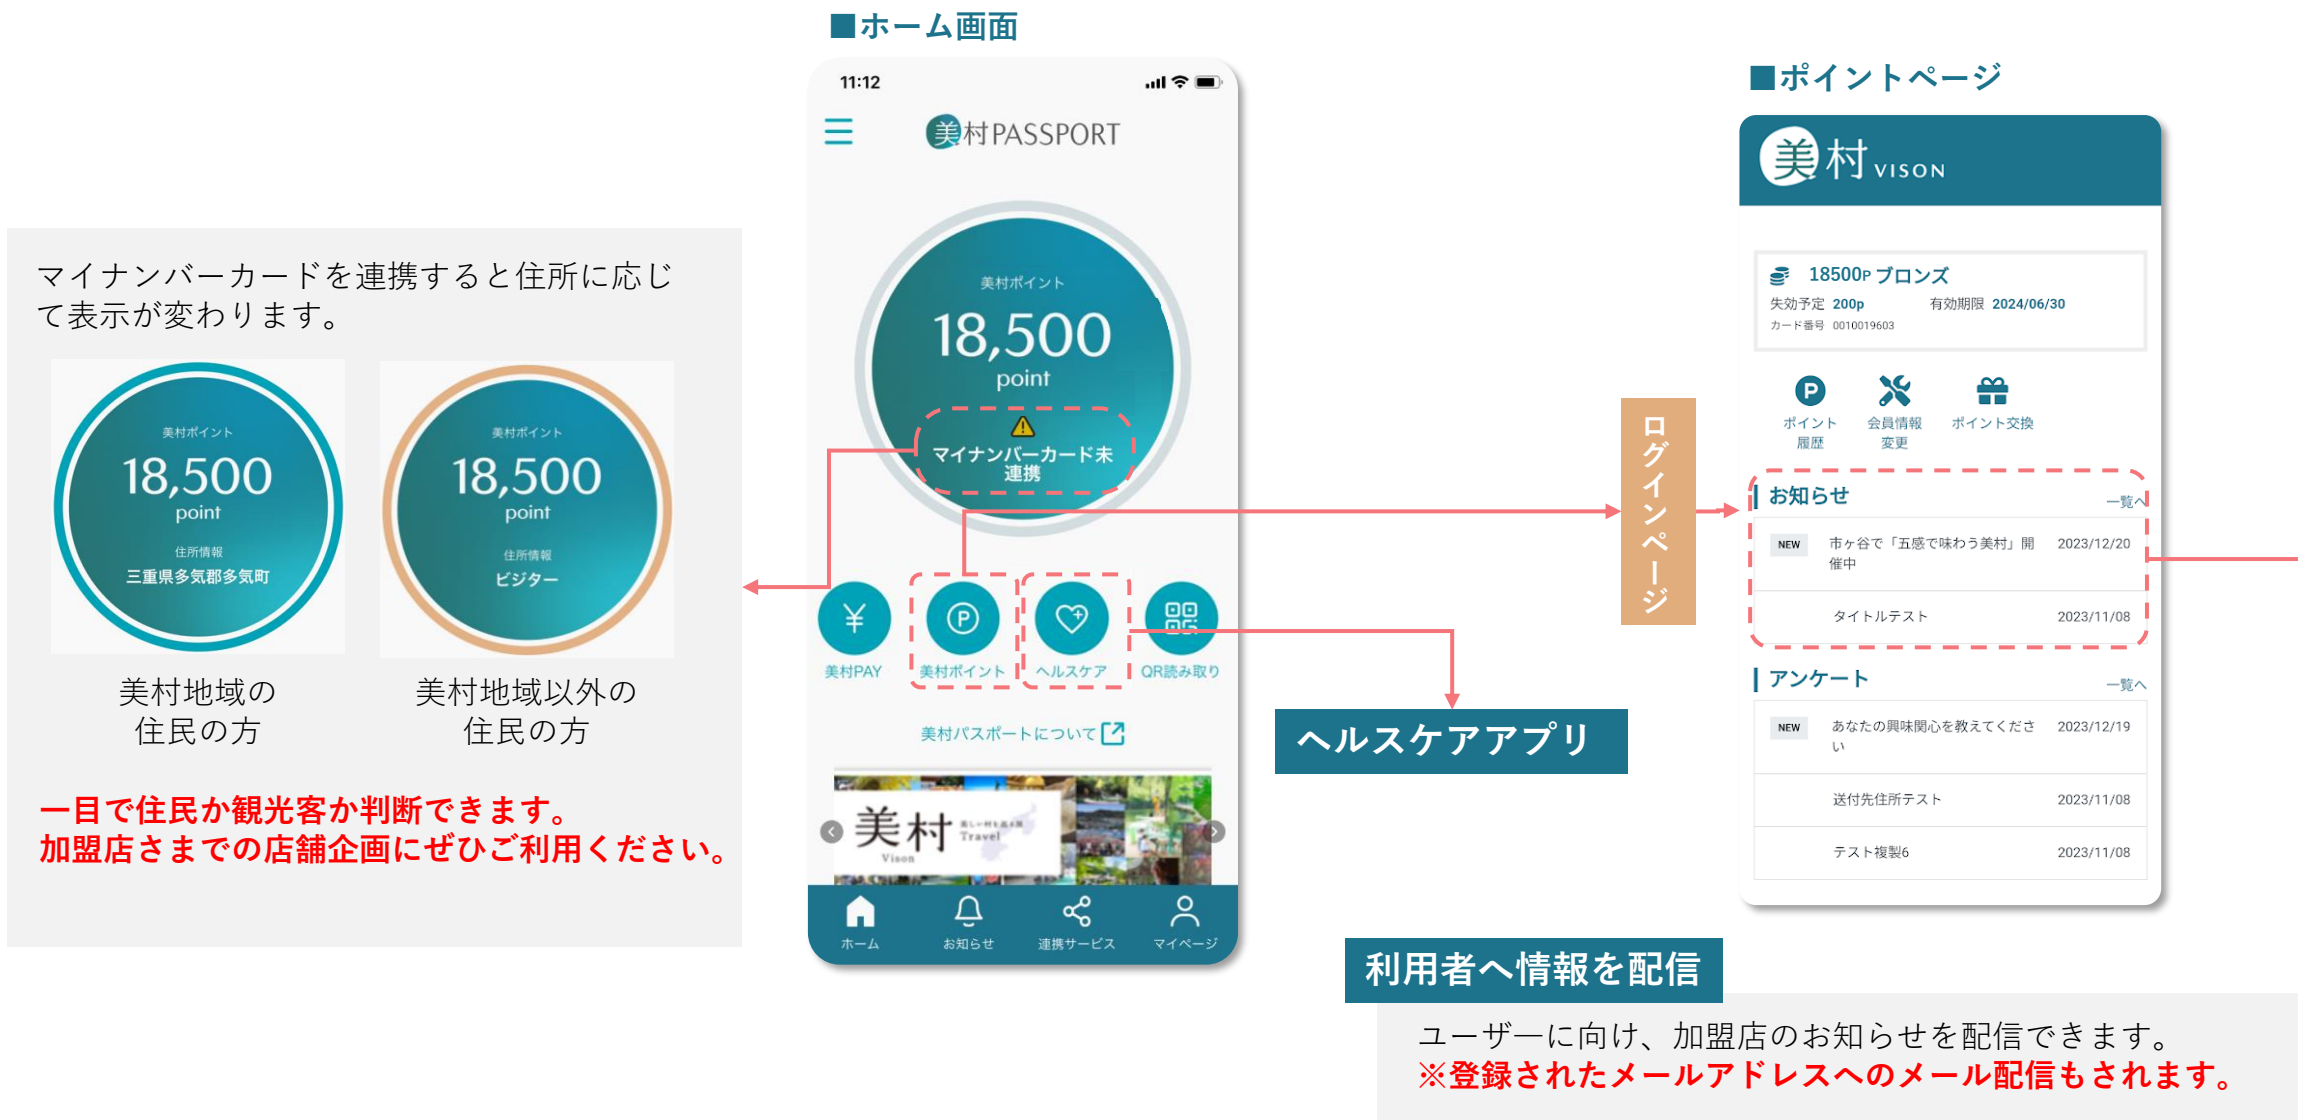 ■ホーム画面
11:12
美村PASSPORT
美村ポイント
18,500
point
マイナンバーカード未
連携
美村PAY
美村ポイント
ヘルスケア
QR読み取り
美村パスポートについて
美村
Vison
Travel
ホーム
お知らせ
連携サービス
マイページ
マイナンバーカードを連携すると住所に応じ
て表示が変わります。
美村ポイント
18,500
point
住所情報
三重県多気郡多気町
美村ポイント
18,500
point
住所情報
ビジター
美村地域の
住民の方
美村地域以外の
住民の方
一目で住民か観光客か判断できます。
加盟店さまでの店舗企画にぜひご利用ください。
ログインページ
ヘルスケアアプリ
■ポイントページ
美村 VISON
18500P ブロンズ
失効予定 200p 有効期限 2024/06/30
カード番号 0010019603
ポイント
履歴
会員情報
変更
ポイント交換
お知らせ
一覧へ
NEW 市ヶ谷で「五感で味わう美村」開 2023/12/20
催中
タイトルテスト 2023/11/08
アンケート
一覧へ
NEW あなたの興味関心を教えてくださ 2023/12/19
い
送付先住所テスト 2023/11/08
テスト複製6 2023/11/08
利用者へ情報を配信
ユーザーに向け、加盟店のお知らせを配信できます。
※登録されたメールアドレスへのメール配信もされます。